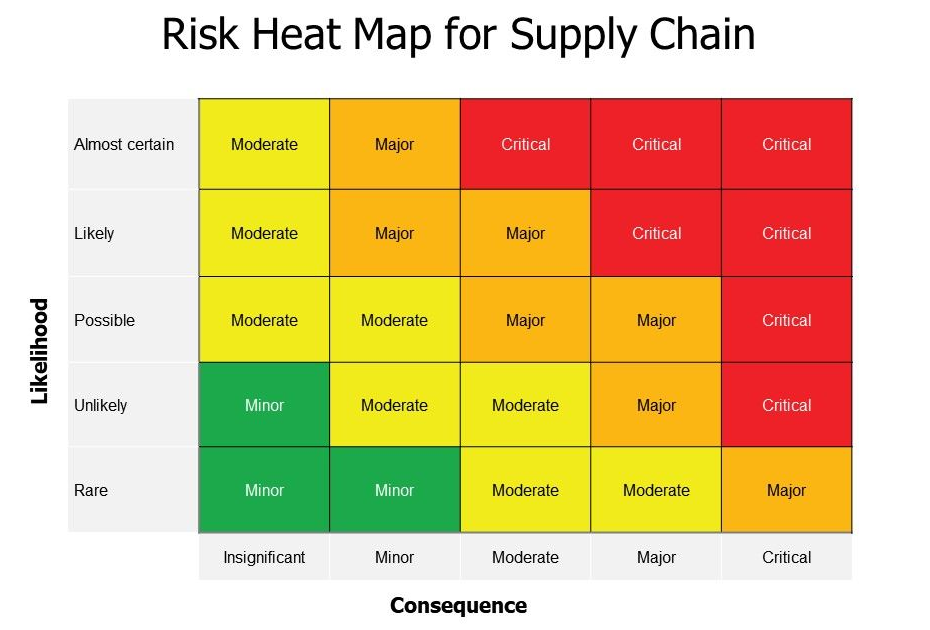 Risk Heat Map for Supply Chain
Almost certain Moderate Major Critical Critical Critical
Likely Moderate Major Major Critical Critical
Possible Moderate Moderate Major Major Critical
Unlikely Minor Moderate Moderate Major Critical
Rare Minor Minor Moderate Moderate Major
Likelihood
Insignificant Minor Moderate Major Critical
Consequence